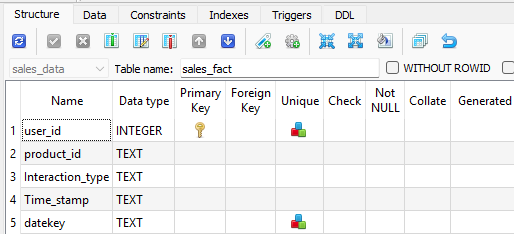 Structure Data Constraints Indexes Triggers DDL
sales_data Table name: sales_fact WITHOUT ROWID
Name Data type Primary Key Foreign Key Unique Check Not NULL Collate Generated
1 user_id INTEGER
2 product_id TEXT
3 Interaction_type TEXT
4 Time_stamp TEXT
5 datekey TEXT